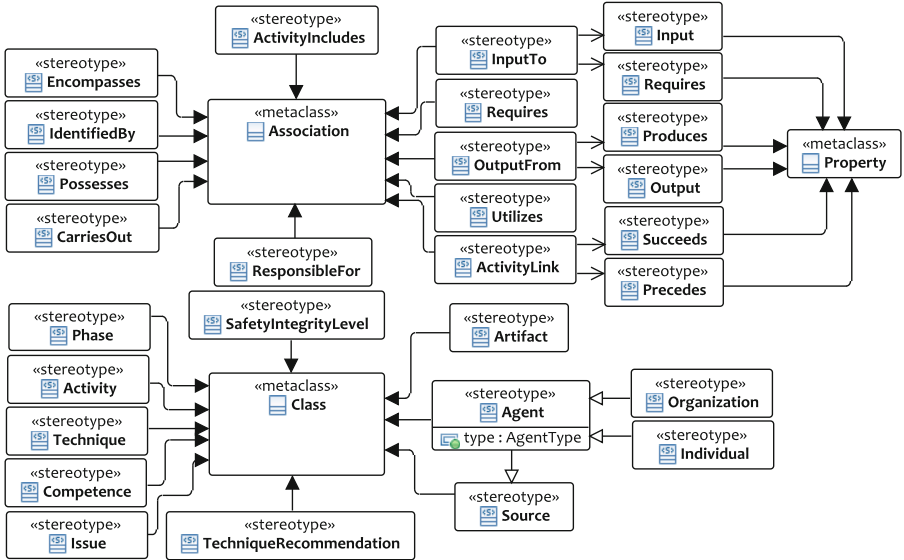 «stereotype»
ActivityIncludes
«stereotype»
Encompasses
«stereotype»
IdentifiedBy
«stereotype»
Possesses
«stereotype»
CarriesOut
«metaclass»
Association
«stereotype»
ResponsibleFor
«stereotype»
InputTo
«stereotype»
Requires
«stereotype»
OutputFrom
«stereotype»
Utilizes
«stereotype»
ActivityLink
«stereotype»
Input
«stereotype»
Requires
«stereotype»
Produces
«stereotype»
Output
«stereotype»
Succeeds
«stereotype»
Precedes
«metaclass»
Property
«stereotype»
SafetyIntegrityLevel
«stereotype»
Phase
«stereotype»
Activity
«stereotype»
Technique
«stereotype»
Competence
«stereotype»
Issue
«metaclass»
Class
«stereotype»
TechniqueRecommendation
«stereotype»
Artifact
«stereotype»
Agent
type : AgentType
«stereotype»
Source
«stereotype»
Organization
«stereotype»
Individual